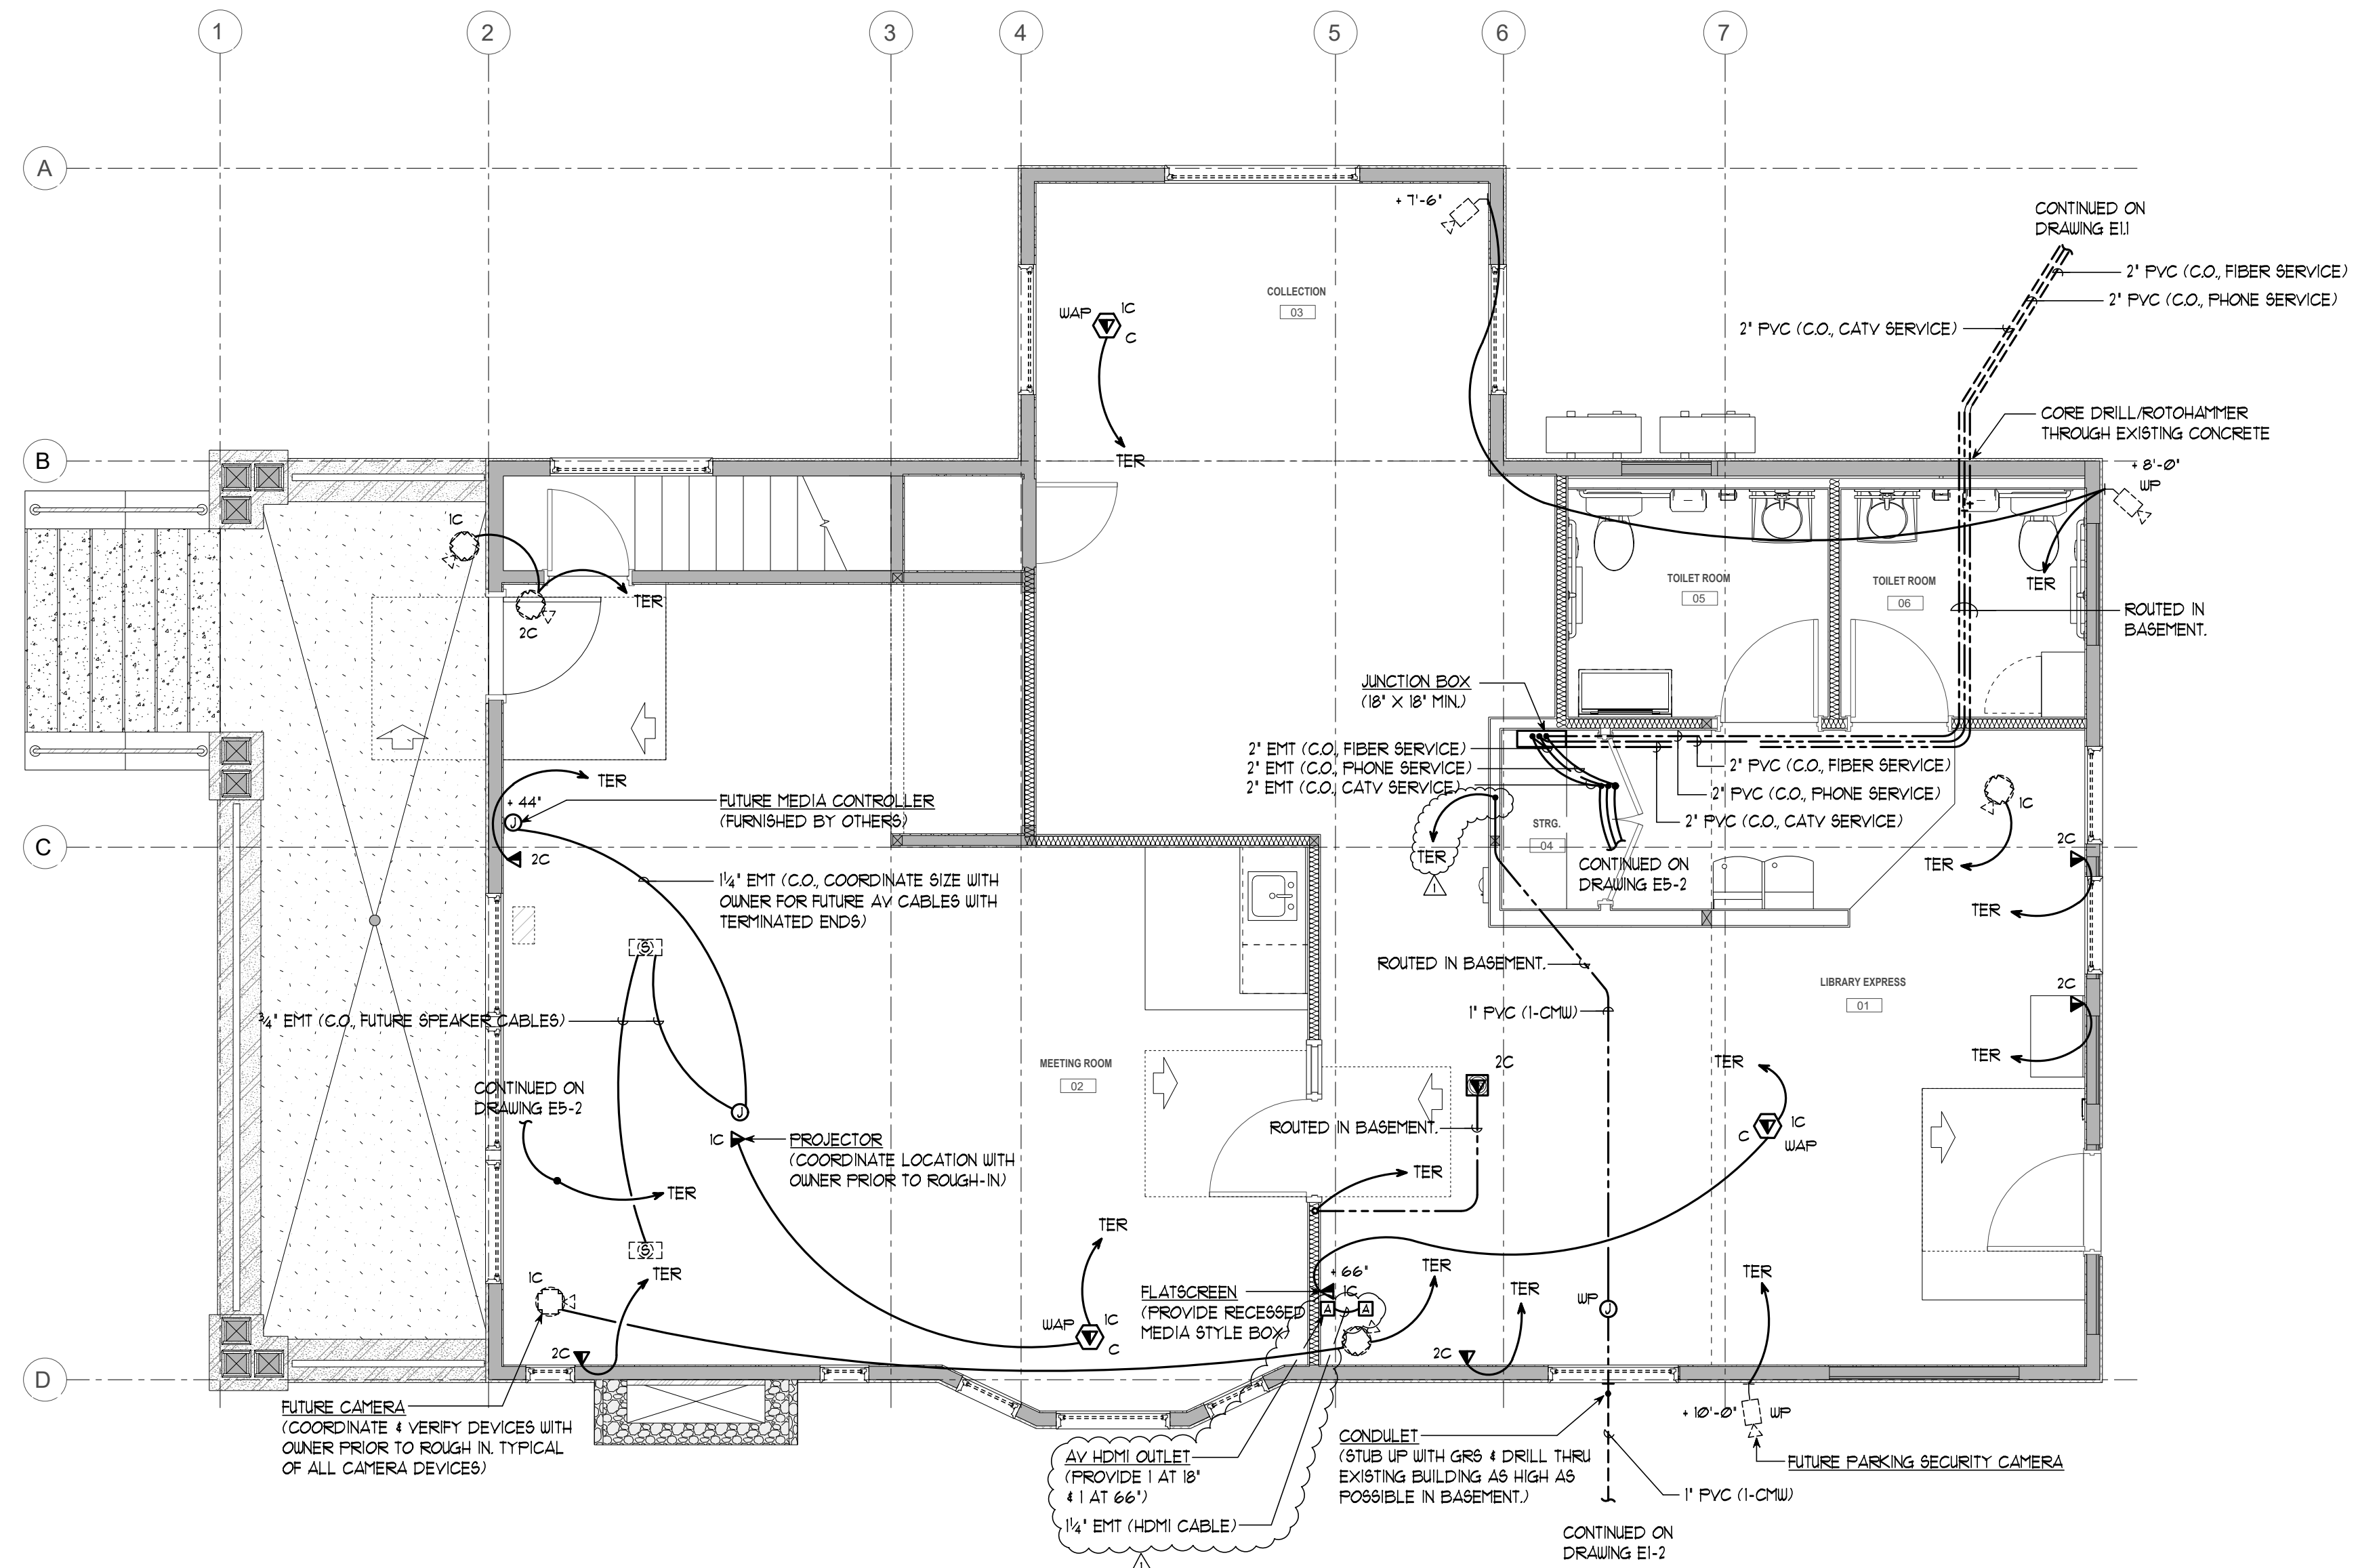 1
2
3
4
5
6
7
A
B
C
D
+ 7'-6"
COLLECTION
03
WAP
1C
C
TER
CONTINUED ON
DRAWING E1.1
2" PVC (C.O., FIBER SERVICE)
2" PVC (C.O., PHONE SERVICE)
2" PVC (C.O., CATV SERVICE)
CORE DRILL/ROTOHAMMER
THROUGH EXISTING CONCRETE
+ 8'-0"
WP
TER
1C
TER
2C
TOILET ROOM
05
TOILET ROOM
06
ROUTED IN
BASEMENT.
JUNCTION BOX
(18" X 18" MIN.)
2" EMT (C.O., FIBER SERVICE)
2" EMT (C.O., PHONE SERVICE)
2" EMT (C.O., CATV SERVICE)
2" PVC (C.O., FIBER SERVICE)
2" PVC (C.O., PHONE SERVICE)
2" PVC (C.O., CATV SERVICE)
TER
+ 44"
J
2C
FUTURE MEDIA CONTROLLER
(FURNISHED BY OTHERS)
1¼" EMT (C.O., COORDINATE SIZE WITH
OWNER FOR FUTURE AV CABLES WITH
TERMINATED ENDS)
TER
1
STRG.
04
CONTINUED ON
DRAWING E5-2
1C
TER
2C
TER
S
ROUTED IN BASEMENT.
1" PVC (1-CMW)
LIBRARY EXPRESS
01
2C
TER
¾" EMT (C.O., FUTURE SPEAKER CABLES)
MEETING ROOM
02
CONTINUED ON
DRAWING E5-2
TER
J
1C
PROJECTOR
(COORDINATE LOCATION WITH
OWNER PRIOR TO ROUGH-IN)
2C
ROUTED IN BASEMENT.
TER
TER
C
1C
WAP
S
1C
TER
2C
TER
WAP
1C
C
FLATSCREEN
(PROVIDE RECESSED
MEDIA STYLE BOX)
+ 66"
1C
A
A
TER
2C
TER
WP
J
TER
FUTURE CAMERA
(COORDINATE & VERIFY DEVICES WITH
OWNER PRIOR TO ROUGH IN. TYPICAL
OF ALL CAMERA DEVICES)
AV HDMI OUTLET
(PROVIDE 1 AT 18"
& 1 AT 66")
1¼" EMT (HDMI CABLE)
1
CONDULET
(STUB UP WITH GRS & DRILL THRU
EXISTING BUILDING AS HIGH AS
POSSIBLE IN BASEMENT.)
+ 10'-0"
WP
FUTURE PARKING SECURITY CAMERA
1" PVC (1-CMW)
CONTINUED ON
DRAWING E1-2